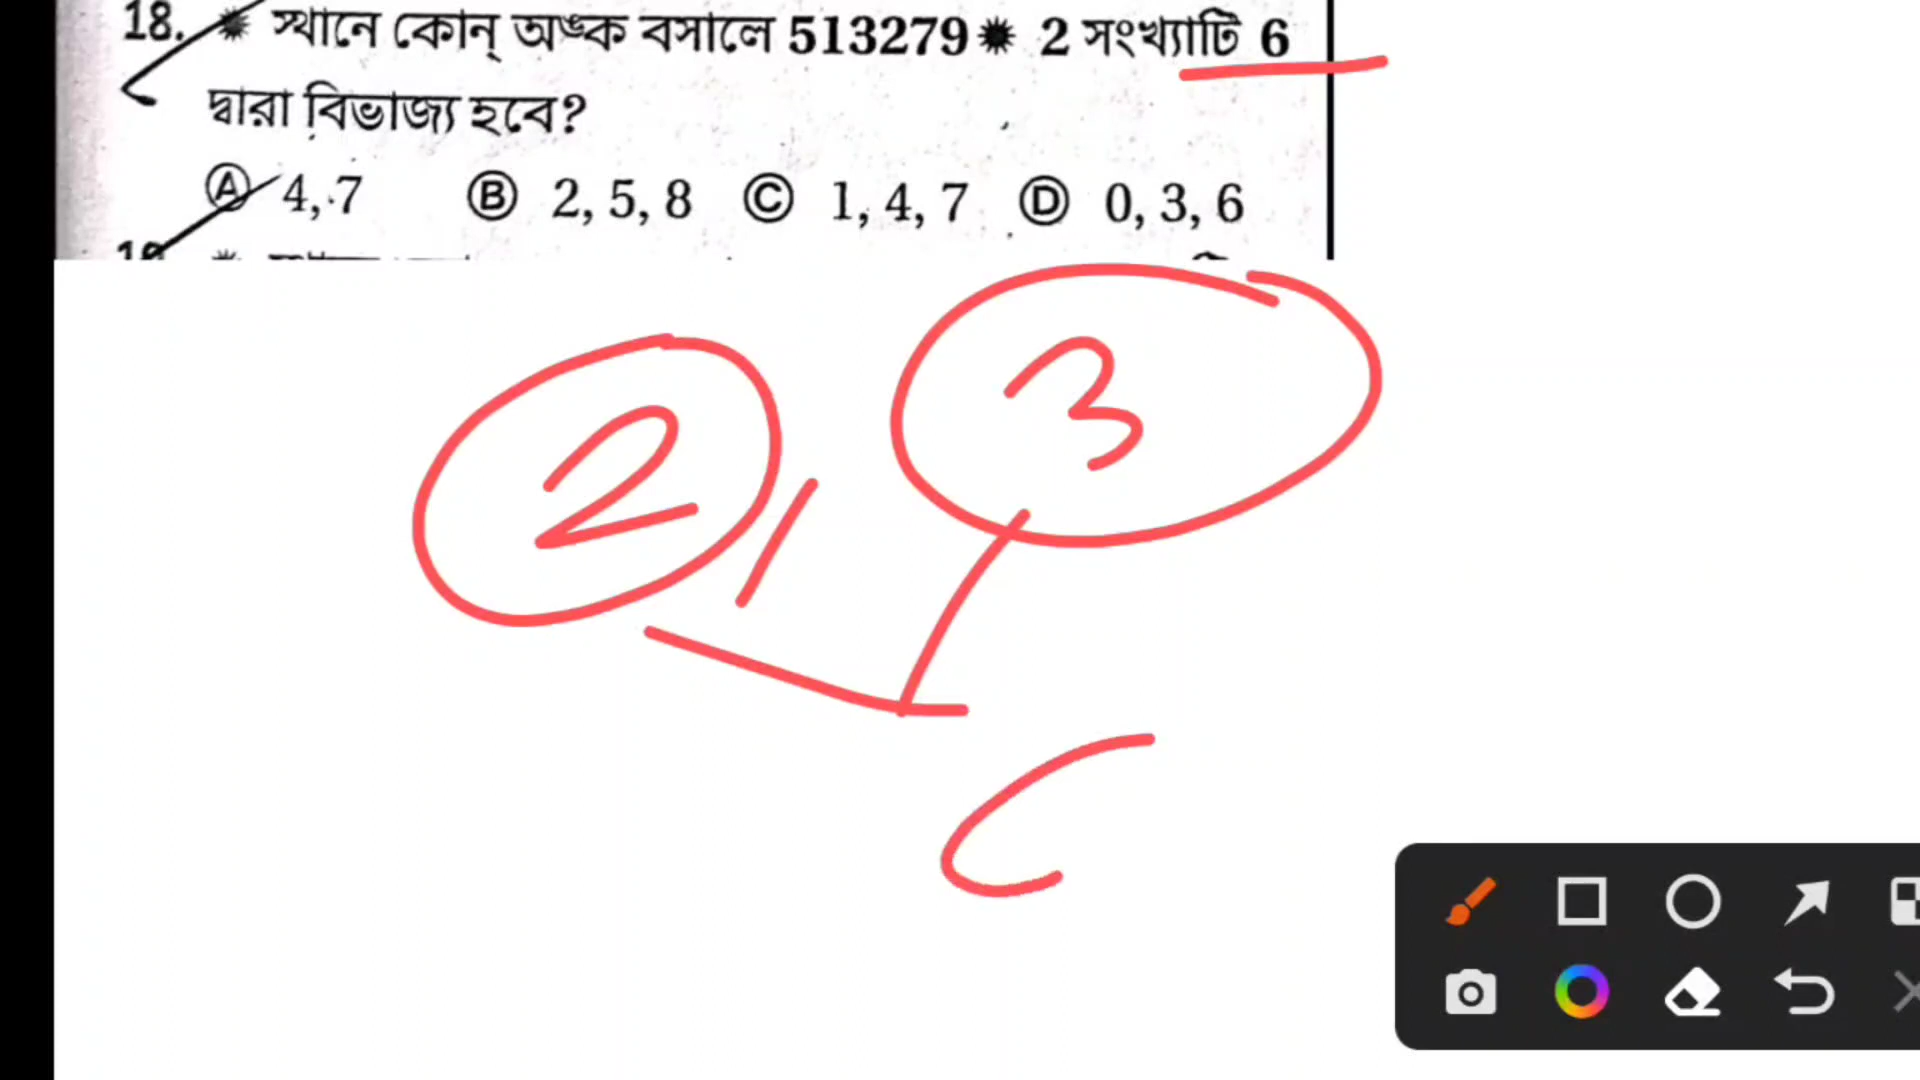 18. ✹ স্থানে কোন্ অঙ্ক বসালে 513279✹ 2 সংখ্যাটি 6
দ্বারা বিভাজ্য হবে?
Ⓐ 4, 7 Ⓑ 2, 5, 8 Ⓒ 1, 4, 7 Ⓓ 0, 3, 6
2 3